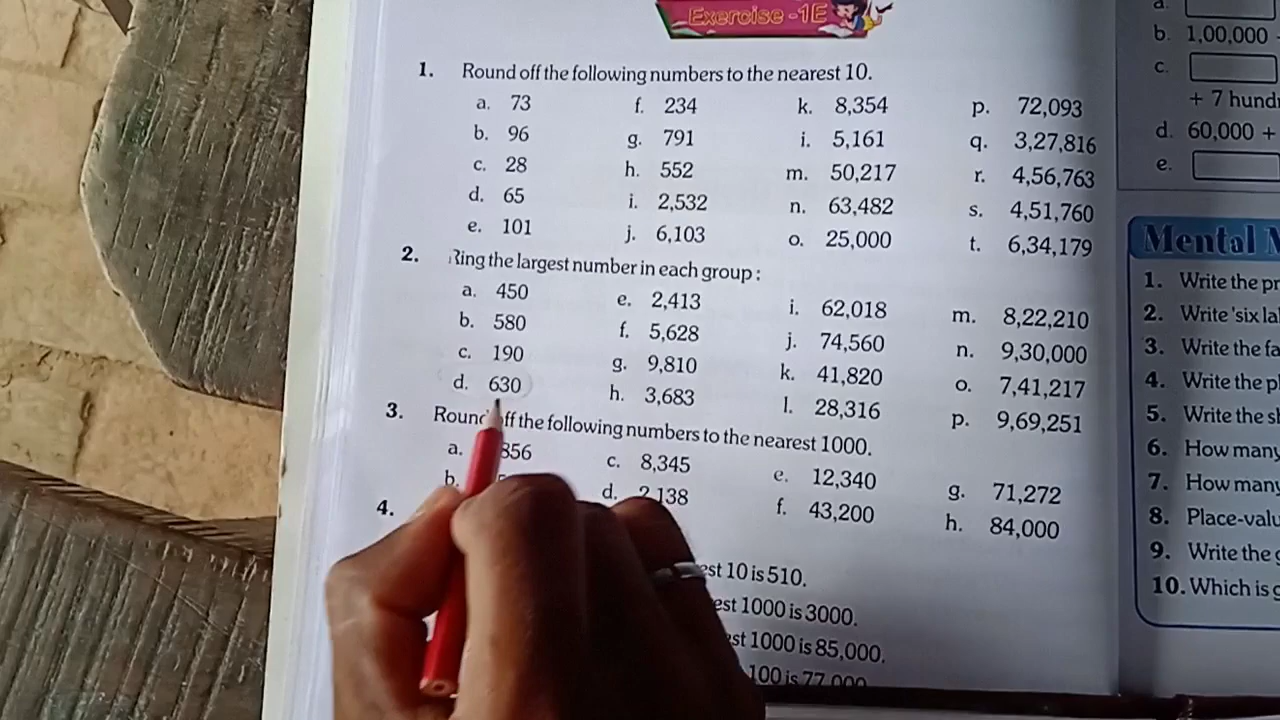 Exercise -1E
1. Round off the following numbers to the nearest 10.
a. 73 f. 234 k. 8,354 p. 72,093
b. 96 g. 791 i. 5,161 q. 3,27,816
c. 28 h. 552 m. 50,217 r. 4,56,763
d. 65 i. 2,532 n. 63,482 s. 4,51,760
e. 101 j. 6,103 o. 25,000 t. 6,34,179
2. Ring the largest number in each group :
a. 450 e. 2,413 i. 62,018 m. 8,22,210
b. 580 f. 5,628 j. 74,560 n. 9,30,000
c. 190 g. 9,810 k. 41,820 o. 7,41,217
d. 630 h. 3,683 l. 28,316 p. 9,69,251
3. Round off the following numbers to the nearest 1000.
a. 856 c. 8,345 e. 12,340 g. 71,272
b. d. 2,138 f. 43,200 h. 84,000
4.
est 10 is 510.
est 1000 is 3000.
st 1000 is 85,000.
100 is 77,000
a.
b. 1,00,000
c.
+ 7 hund
d. 60,000 +
e.
Mental
1. Write the pr
2. Write 'six la
3. Write the fa
4. Write the p
5. Write the s
6. How many
7. How many
8. Place-valu
9. Write the
10. Which is g